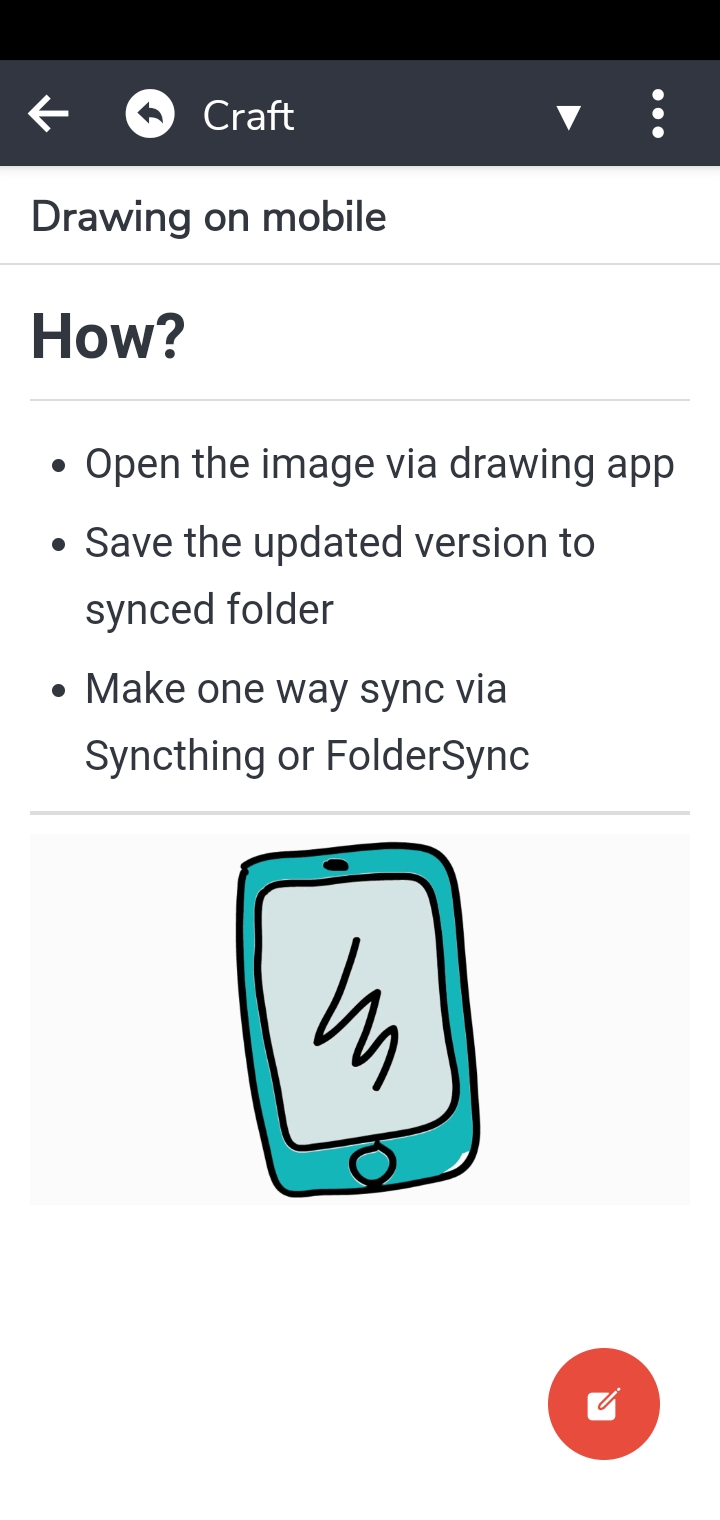 Craft
Drawing on mobile
How?
Open the image via drawing app
Save the updated version to
synced folder
Make one way sync via
Syncthing or FolderSync